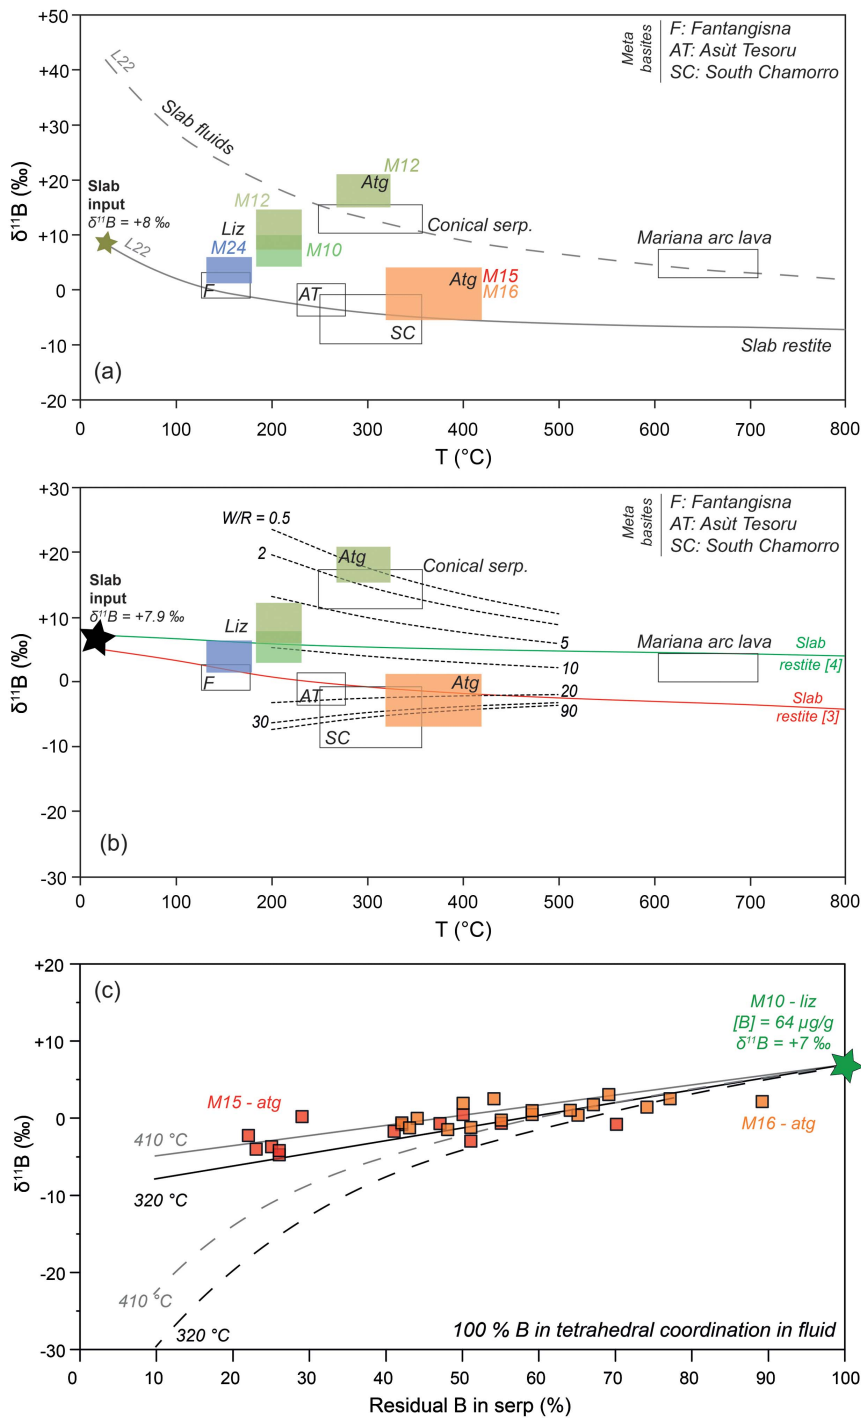 +50
+40
+30
+20
+10
0
-10
-20
δ¹¹B (‰)
L22
Slab fluids
Meta
basites
F: Fantangisna
AT: Asùt Tesoru
SC: South Chamorro
M12
Atg
Slab
input
δ¹¹B = +8 ‰
M12
Liz
M24
M10
L22
Conical serp.
Mariana arc lava
Atg
M15
M16
F
AT
SC
Slab restite
(a)
0
100
200
300
400
500
600
700
800
T (°C)
+30
+20
+10
0
-10
-20
-30
δ¹¹B (‰)
Meta
basites
F: Fantangisna
AT: Asùt Tesoru
SC: South Chamorro
W/R = 0.5
2
Atg
Conical serp.
Slab
input
δ¹¹B = +7.9 ‰
Liz
5
Mariana arc lava
Slab
restite [4]
10
F
AT
Atg
20
Slab
restite [3]
30
90
SC
(b)
0
100
200
300
400
500
600
700
800
T (°C)
+20
+10
0
-10
-20
-30
δ¹¹B (‰)
(c)
M10 - liz
[B] = 64 µg/g
δ¹¹B = +7 ‰
M15 - atg
M16 - atg
410 °C
320 °C
410 °C
320 °C
100 % B in tetrahedral coordination in fluid
0
10
20
30
40
50
60
70
80
90
100
Residual B in serp (%)